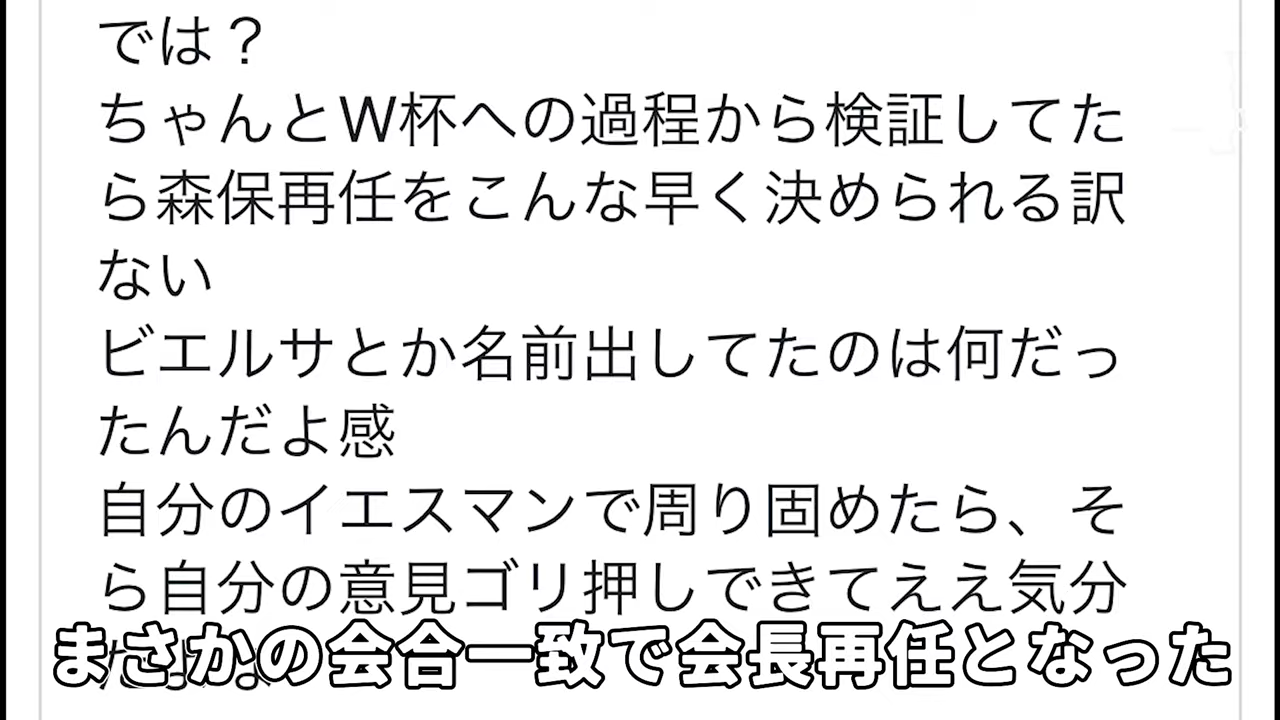 では？
ちゃんとW杯への過程から検証してた
ら森保再任をこんな早く決められる訳
ない
ビエルサとか名前出してたのは何だっ
たんだよ感
自分のイエスマンで周り固めたら、そ
ら自分の意見ゴリ押しできてええ気分
まさかの会合一致で会長再任となった